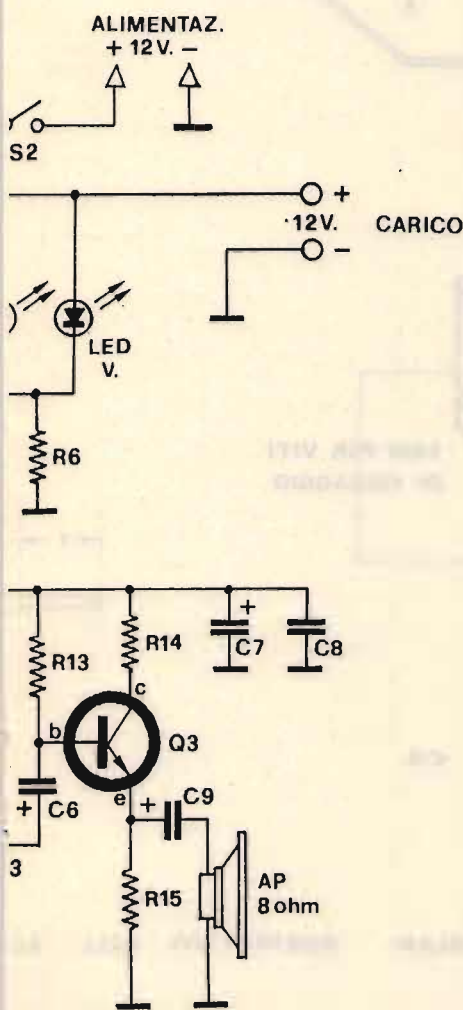 ALIMENTAZ.
+ 12V. −
S2
+
12V.
CARICO
−
LED
V.
R6
+
R13
R14
C7
C8
c
b
Q3
+
C6
e
+
C9
3
R15
AP
8 ohm